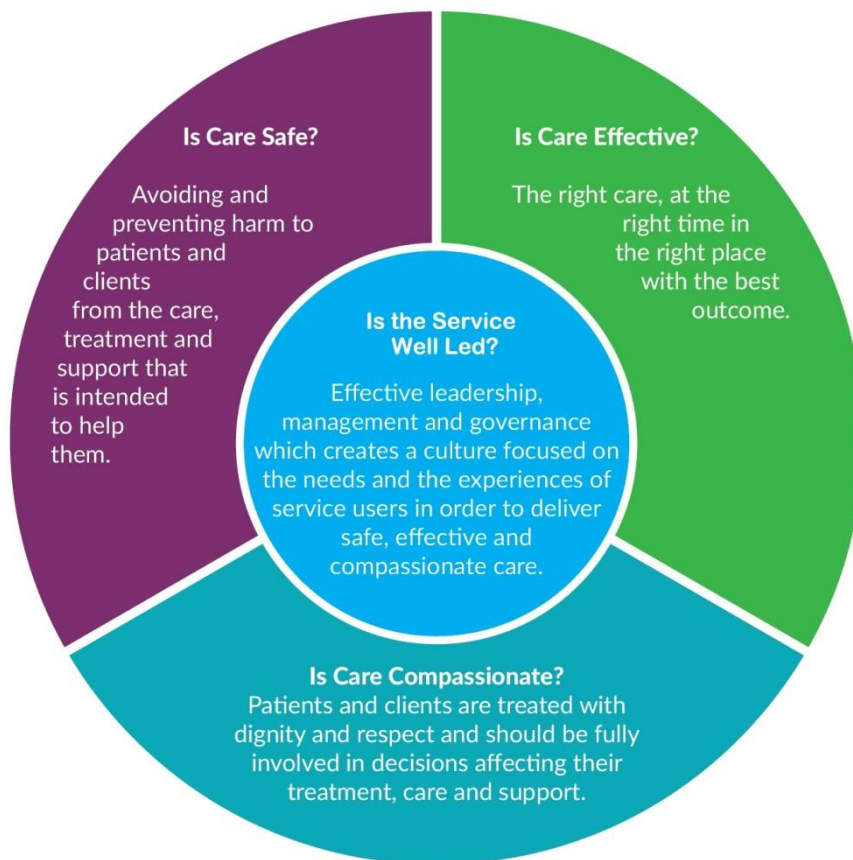 Is Care Safe?
Avoiding and
preventing harm to
patients and
clients
from the care,
treatment and
support that
is intended
to help
them.
Is Care Effective?
The right care, at the
right time in
the right place
with the best
outcome.
Is the Service
Well Led?
Effective leadership,
management and governance
which creates a culture focused on
the needs and the experiences of
service users in order to deliver
safe, effective and
compassionate care.
Is Care Compassionate?
Patients and clients are treated with
dignity and respect and should be fully
involved in decisions affecting their
treatment, care and support.